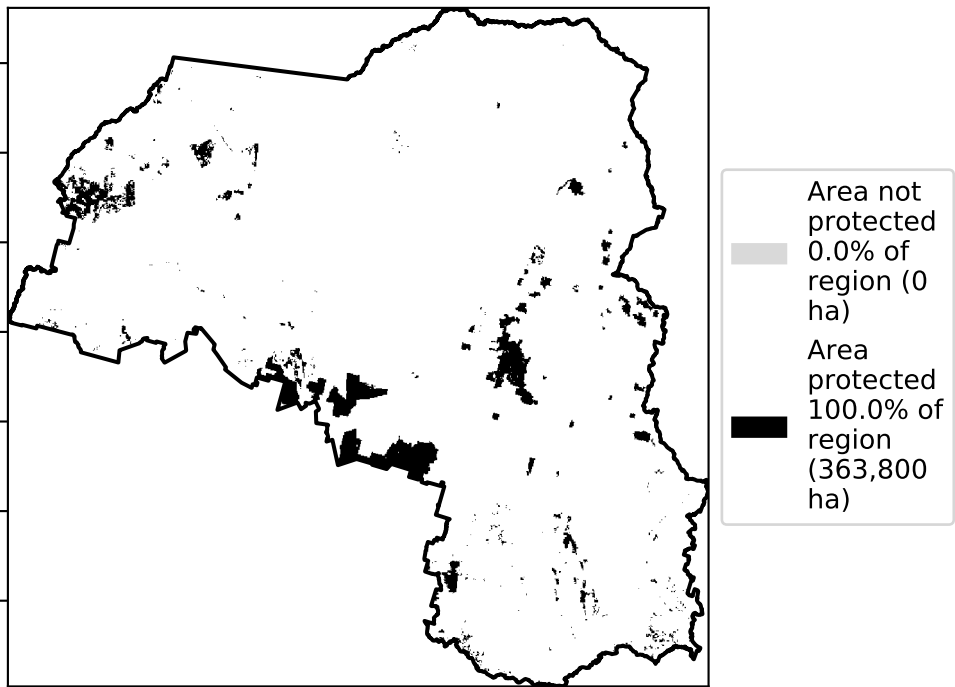 Area not
protected
0.0% of
region (0
ha)
Area
protected
100.0% of
region
(363,800
ha)